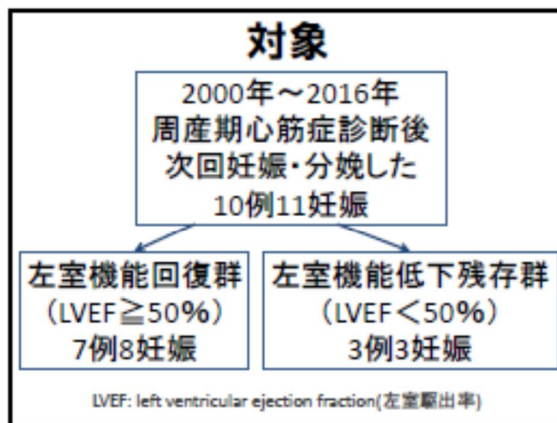 対象
2000年～2016年
周産期心筋症診断後
次回妊娠・分娩した
10例11妊娠
左室機能回復群
（LVEF≧50%）
7例8妊娠
左室機能低下残存群
（LVEF＜50%）
3例3妊娠
LVEF: left ventricular ejection fraction(左室駆出率)